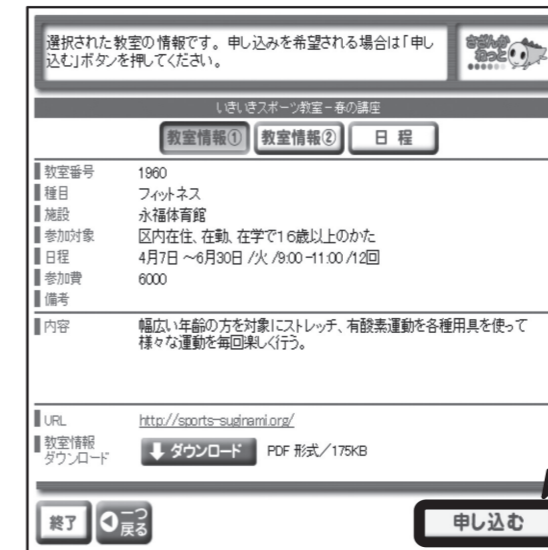 選択された教室の情報です。申し込みを希望される場合は「申し
込む」ボタンを押してください。
さざんか
ねっと
いきいきスポーツ教室－春の講座
教室情報① 教室情報② 日 程
教室番号 1960
種目 フィットネス
施設 永福体育館
参加対象 区内在住、在勤、在学で16歳以上のかた
日程 4月7日～6月30日/火/9:00-11:00/12回
参加費 6000
備考
内容 幅広い年齢の方を対象にストレッチ、有酸素運動を各種用具を使って
様々な運動を毎回楽しく行う。
URL http://sports-suginami.org/
教室情報
ダウンロード ダウンロード PDF 形式／175KB
終了 一つ
戻る 申し込む